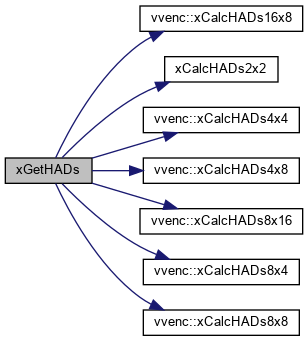 vvenc::xCalcHADs16x8
xCalcHADs2x2
vvenc::xCalcHADs4x4
xGetHADs
vvenc::xCalcHADs4x8
vvenc::xCalcHADs8x16
vvenc::xCalcHADs8x4
vvenc::xCalcHADs8x8